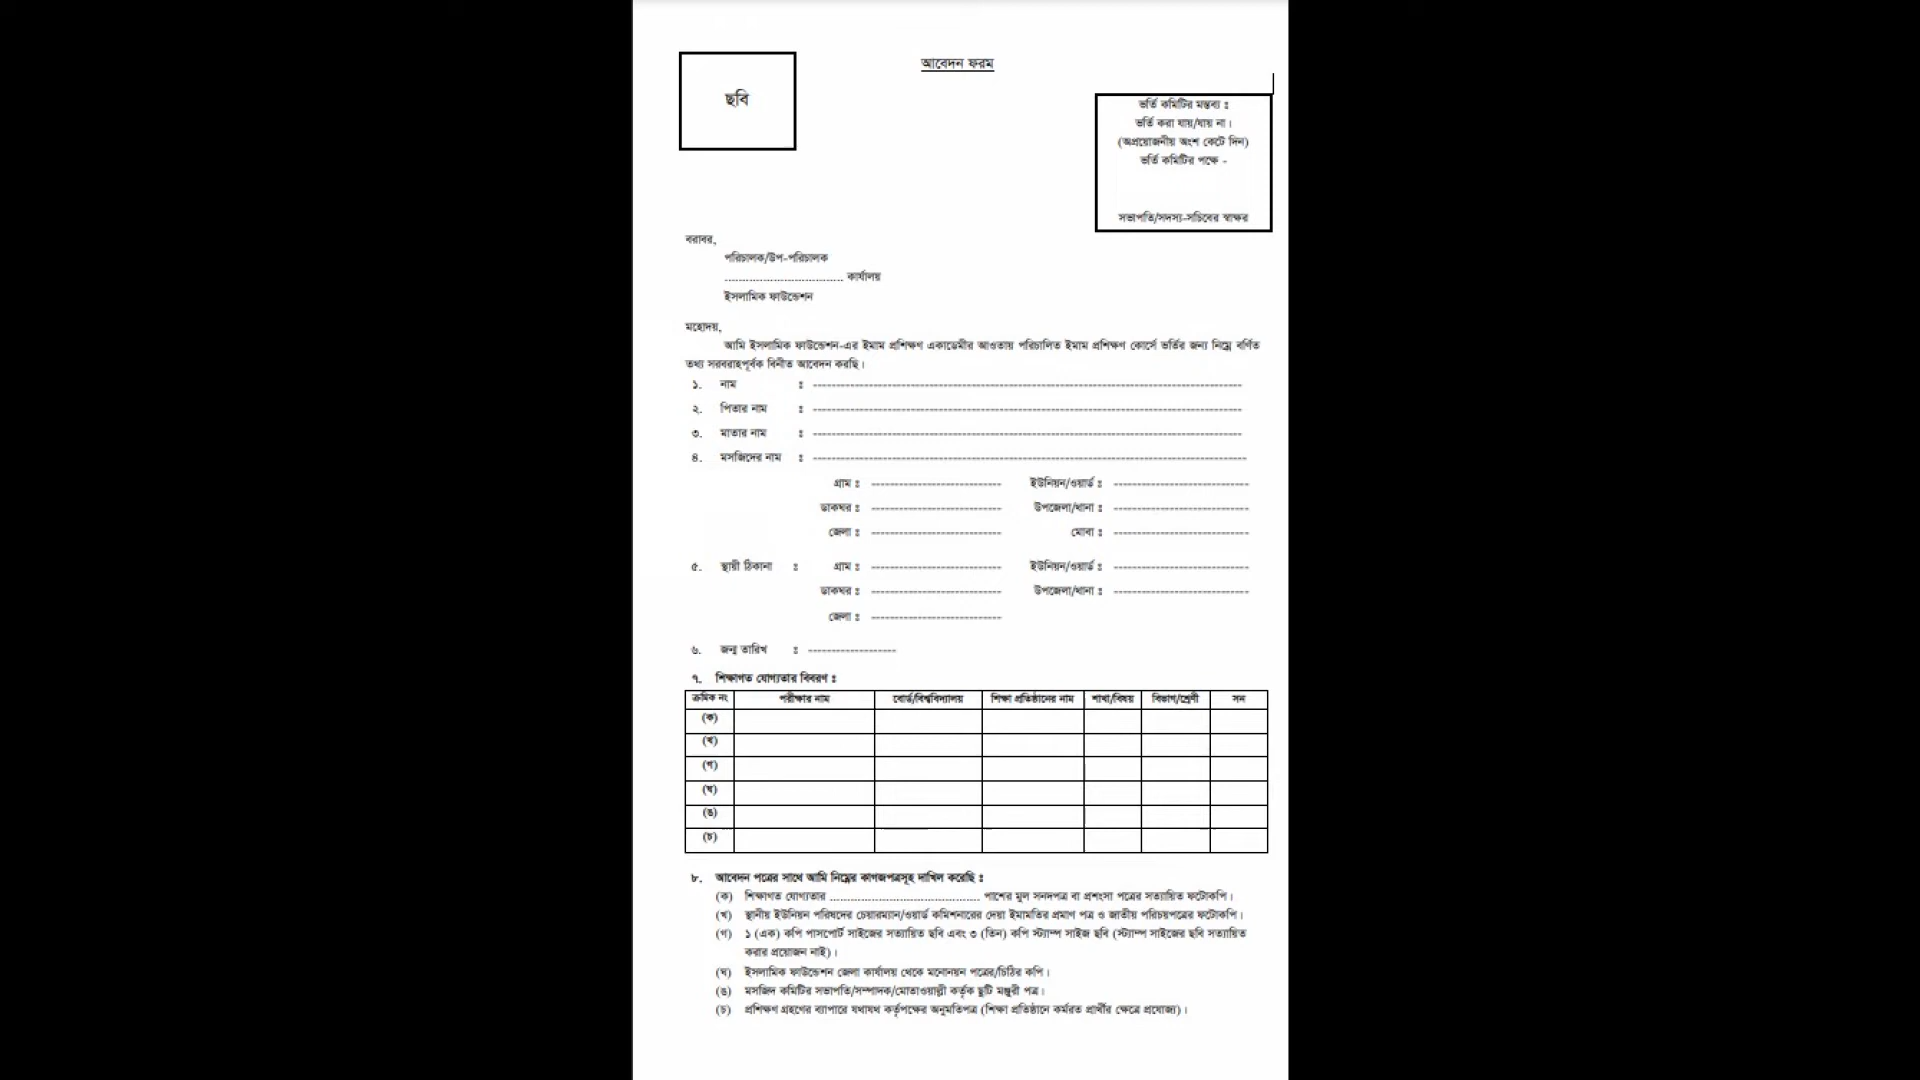 আবেদন ফরম
ছবি
ভর্তি কমিটির মন্তব্য ঃ
ভর্তি করা যায়/যায় না।
(অপ্রয়োজনীয় অংশ কেটে দিন)
ভর্তি কমিটির পক্ষে -
সভাপতি/সদস্য-সচিবের স্বাক্ষর
বরাবর,
পরিচালক/উপ-পরিচালক
.................................... কার্যালয়
ইসলামিক ফাউন্ডেশন
মহোদয়,
আমি ইসলামিক ফাউন্ডেশন-এর ইমাম প্রশিক্ষণ একাডেমীর আওতায় পরিচালিত ইমাম প্রশিক্ষণ কোর্সে ভর্তির জন্য নিম্নে বর্ণিত
তথ্য সরবরাহপূর্বক বিনীত আবেদন করছি।
১. নাম ঃ ------------------------------------------------------------
২. পিতার নাম ঃ ------------------------------------------------------------
৩. মাতার নাম ঃ ------------------------------------------------------------
৪. মসজিদের নাম ঃ ------------------------------------------------------------
গ্রাম ঃ ---------------------------- ইউনিয়ন/ওয়ার্ড ঃ -----------------------------
ডাকঘর ঃ ---------------------------- উপজেলা/থানা ঃ -----------------------------
জেলা ঃ ---------------------------- মোবা ঃ -----------------------------
৫. স্থায়ী ঠিকানা ঃ গ্রাম ঃ ---------------------------- ইউনিয়ন/ওয়ার্ড ঃ -----------------------------
ডাকঘর ঃ ---------------------------- উপজেলা/থানা ঃ -----------------------------
জেলা ঃ ----------------------------
৬. জন্ম তারিখ ঃ -------------------
৭. শিক্ষাগত যোগ্যতার বিবরণ ঃ
ক্রমিক নং পরীক্ষার নাম বোর্ড/বিশ্ববিদ্যালয় শিক্ষা প্রতিষ্ঠানের নাম শাখা/বিষয় বিভাগ/শ্রেণী সন
(ক)
(খ)
(গ)
(ঘ)
(ঙ)
(চ)
৮. আবেদন পত্রের সাথে আমি নিম্নের কাগজপত্রসূহ দাখিল করেছি ঃ
(ক) শিক্ষাগত যোগ্যতার .............................................. পাশের মূল সনদপত্র বা প্রশংসা পত্রের সত্যায়িত ফটোকপি।
(খ) স্থানীয় ইউনিয়ন পরিষদের চেয়ারম্যান/ওয়ার্ড কমিশনারের দেয়া ইমামতির প্রমাণ পত্র ও জাতীয় পরিচয়পত্রের ফটোকপি।
(গ) ১ (এক) কপি পাসপোর্ট সাইজের সত্যায়িত ছবি এবং ৩ (তিন) কপি স্ট্যাম্প সাইজ ছবি (স্ট্যাম্প সাইজের ছবি সত্যায়িত
করার প্রয়োজন নাই)।
(ঘ) ইসলামিক ফাউন্ডেশন জেলা কার্যালয় থেকে মনোনয়ন পত্রের/চিঠির কপি।
(ঙ) মসজিদ কমিটির সভাপতি/সম্পাদক/মোতাওয়াল্লী কর্তৃক ছুটি মঞ্জুরী পত্র।
(চ) প্রশিক্ষণ গ্রহণের ব্যাপারে যথাযথ কর্তৃপক্ষের অনুমতিপত্র (শিক্ষা প্রতিষ্ঠানে কর্মরত প্রার্থীর ক্ষেত্রে প্রযোজ্য)।